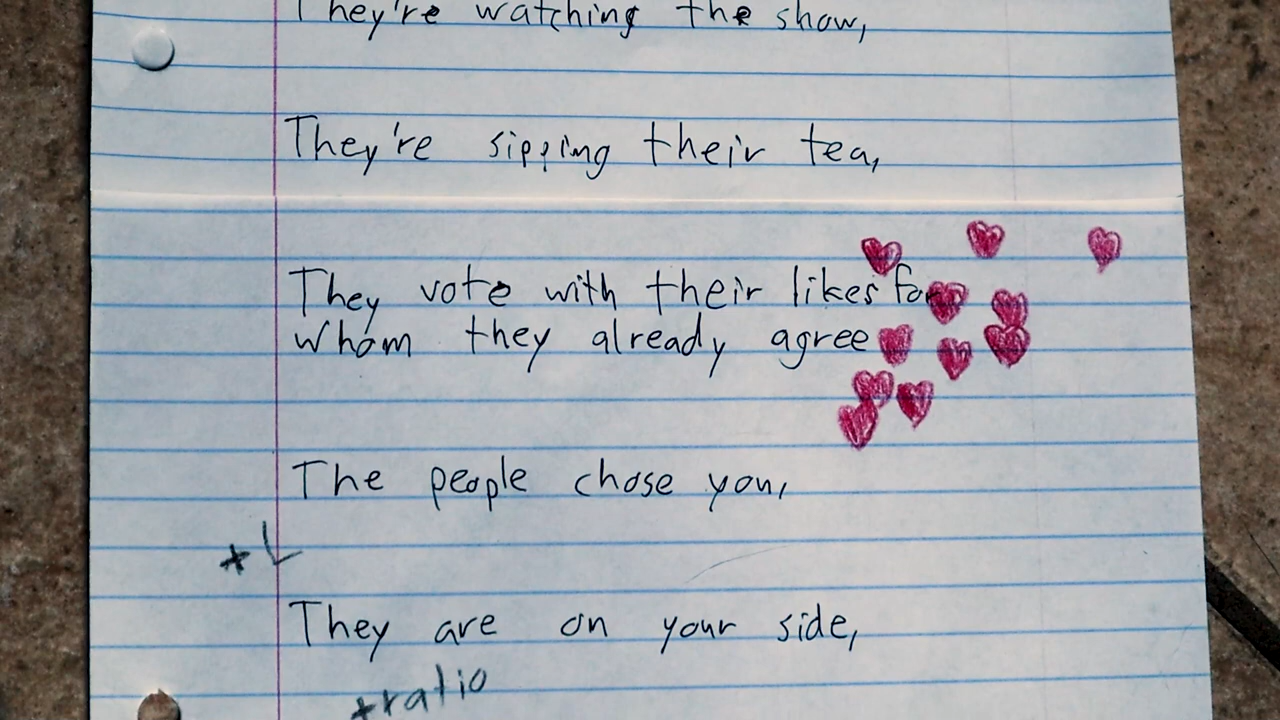 They're watching the show,
They're sipping their tea,
They vote with their likes for
whom they already agree
The people chose you,
+L
They are on your side,
+ratio